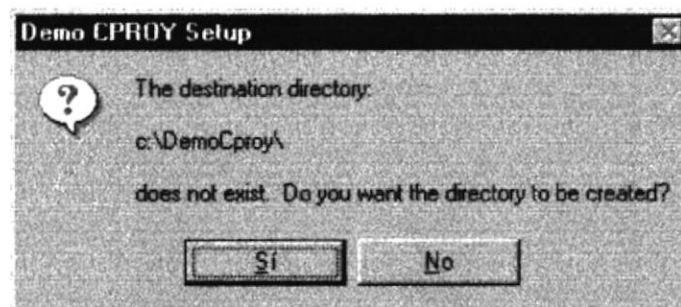 Demo CPROY Setup
The destination directory:
c:\DemoCproy\
does not exist. Do you want the directory to be created?
Sí
No